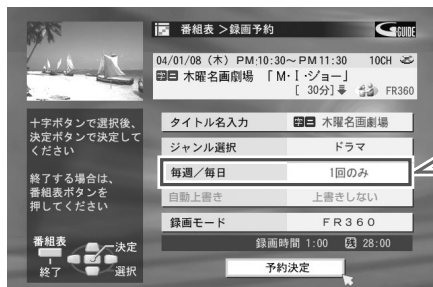 番組表 >録画予約
GGUIDE
04/01/08（木）PM:10:30～PM11:30 10CH
木曜名画劇場 「M・I・ジョー」
[ 30分] FR360
十字ボタンで選択後、
決定ボタンで決定して
ください
終了する場合は、
番組表ボタンを
押してください
番組表
決定
終了
選択
タイトル名入力 木曜名画劇場
ジャンル選択 ドラマ
毎週／毎日 1回のみ
自動上書き 上書きしない
録画モード FR360
録画時間 1:00 残 28:00
予約決定